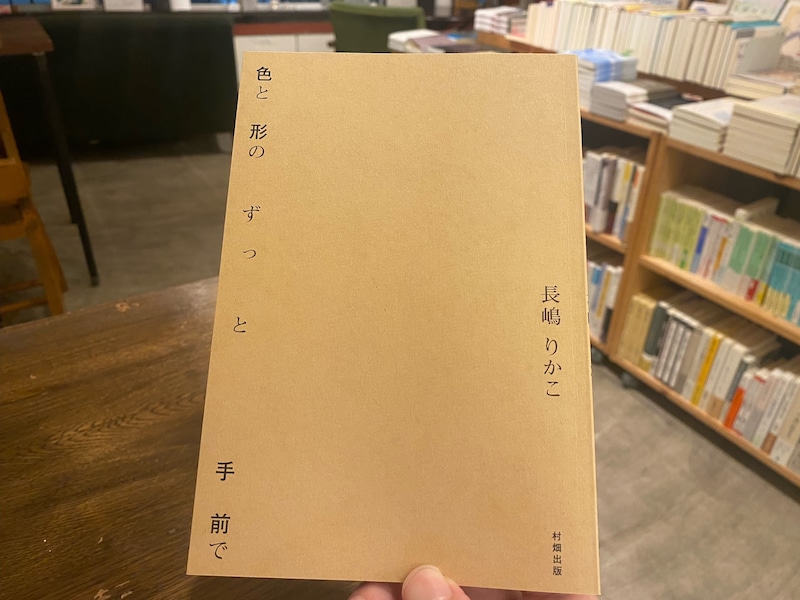 色と 形の ずっと 手前で
長嶋 りかこ
村畑出版